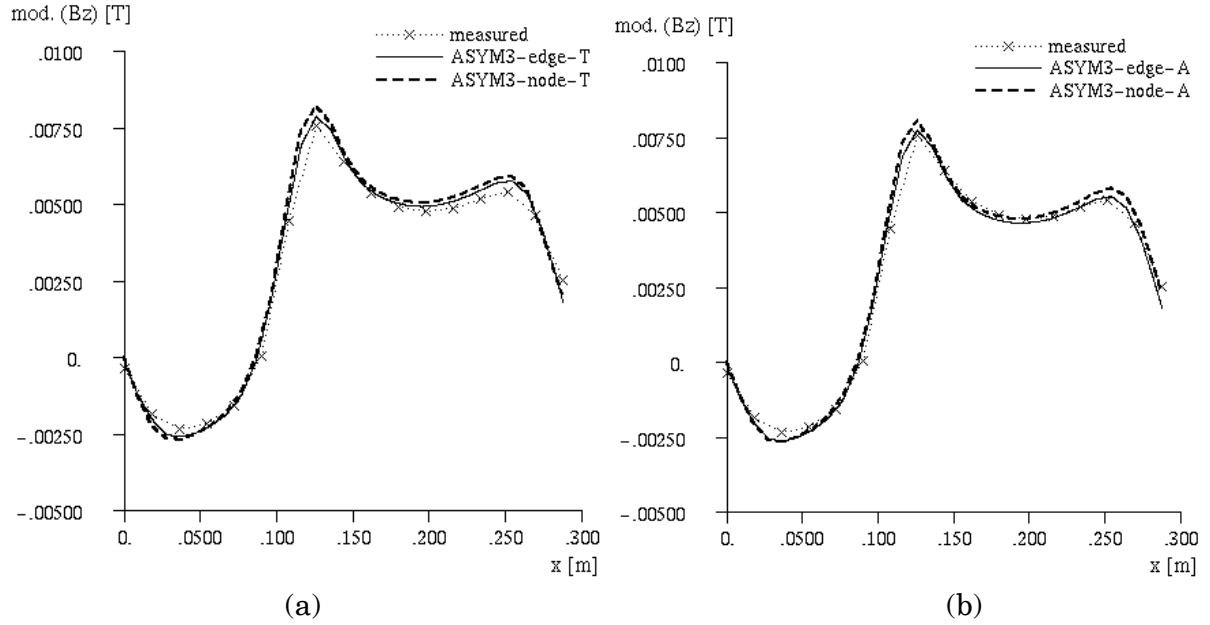 mod. (Bz) [T]
measured
ASYM3-edge-T
ASYM3-node-T
.0100
.00750
.00500
.00250
0.
-.00250
-.00500
0.
.0500
.100
.150
.200
.250
.300
x [m]
(a)
mod. (Bz) [T]
measured
ASYM3-edge-A
ASYM3-node-A
.0100
.00750
.00500
.00250
0.
-.00250
-.00500
0.
.0500
.100
.150
.200
.250
.300
x [m]
(b)